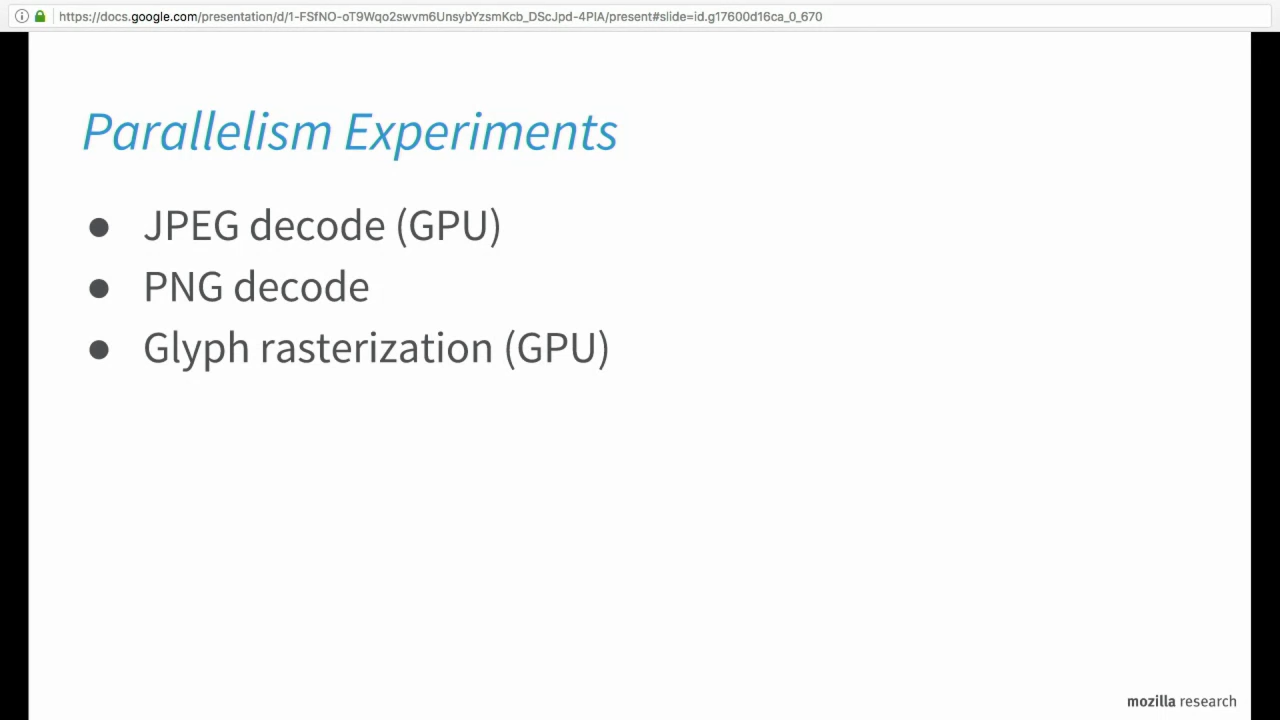 https://docs.google.com/presentation/d/1-FSfNO-oT9Wqo2swvm6UnsybYzsmKcb_DScJpd-4PIA/present#slide=id.g17600d16ca_0_670
Parallelism Experiments
● JPEG decode (GPU)
● PNG decode
● Glyph rasterization (GPU)
mozilla research